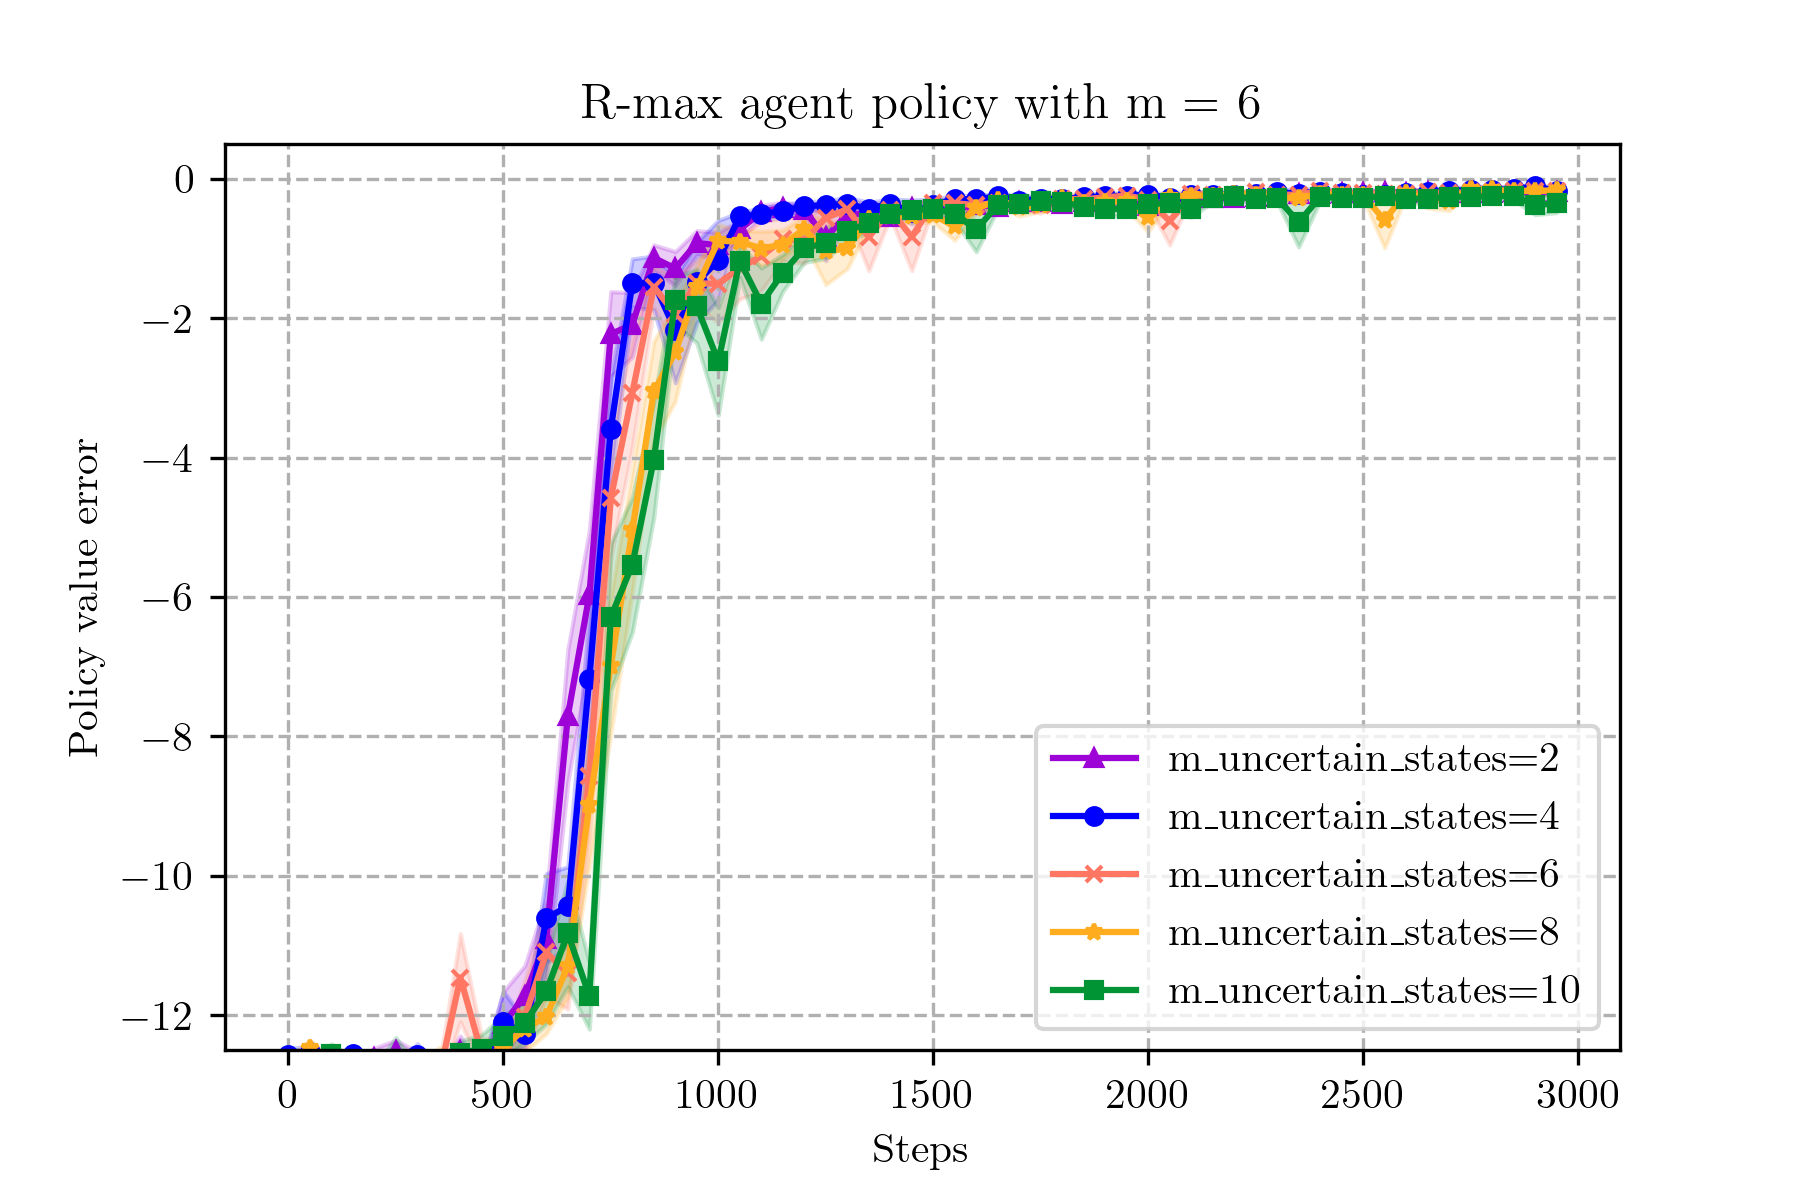 R-max agent policy with m = 6
0
−2
−4
−6
−8
−10
−12
Policy value error
m_uncertain_states=2
m_uncertain_states=4
m_uncertain_states=6
m_uncertain_states=8
m_uncertain_states=10
0 500 1000 1500 2000 2500 3000
Steps